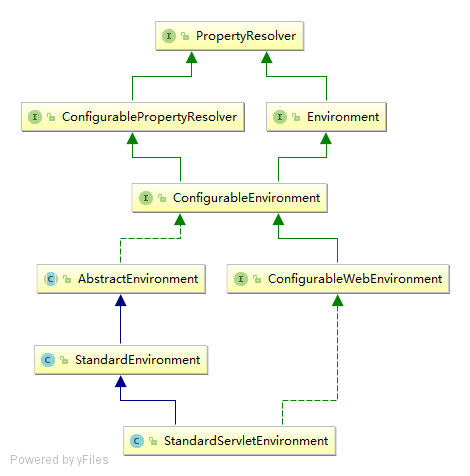 PropertyResolver
ConfigurablePropertyResolver
Environment
ConfigurableEnvironment
AbstractEnvironment
ConfigurableWebEnvironment
StandardEnvironment
StandardServletEnvironment
Powered by yFiles